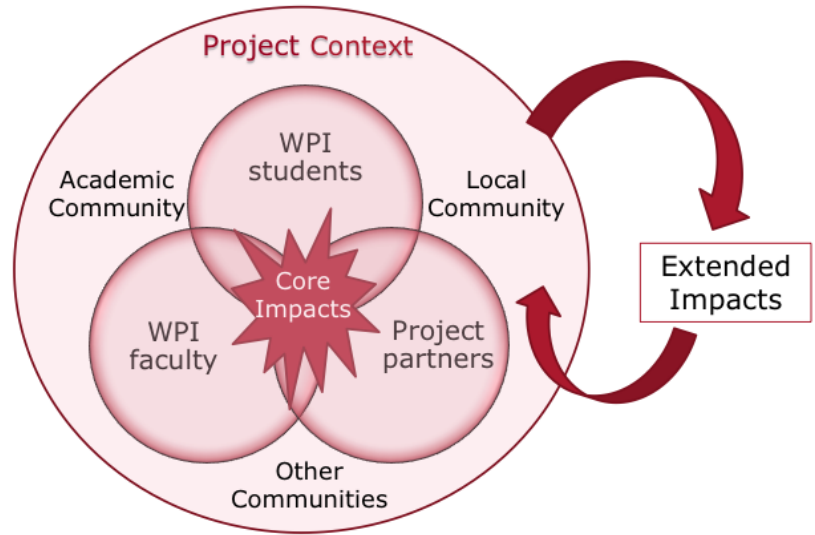 Project Context
WPI
students
Academic
Community
Local
Community
Core
Impacts
WPI
faculty
Project
partners
Other
Communities
Extended
Impacts